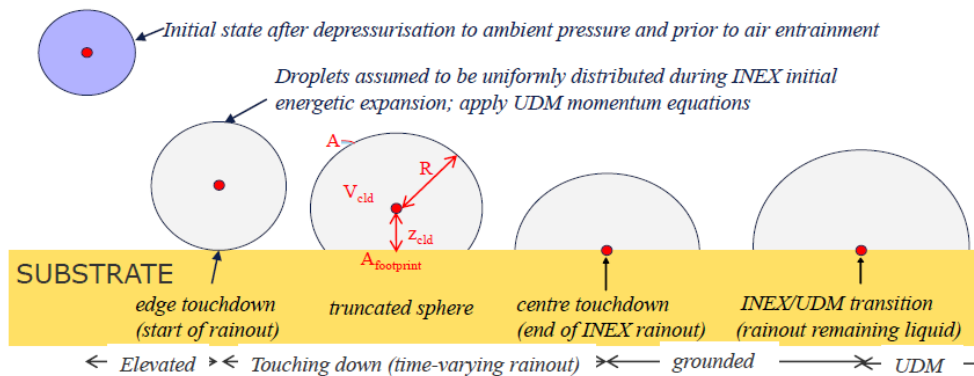 Initial state after depressurisation to ambient pressure and prior to air entrainment
Droplets assumed to be uniformly distributed during INEX initial
energetic expansion; apply UDM momentum equations
A
R
V_cld
z_cld
A_footprint
SUBSTRATE
edge touchdown
(start of rainout)
truncated sphere
centre touchdown
(end of INEX rainout)
INEX/UDM transition
(rainout remaining liquid)
Elevated
Touching down (time-varying rainout)
grounded
UDM